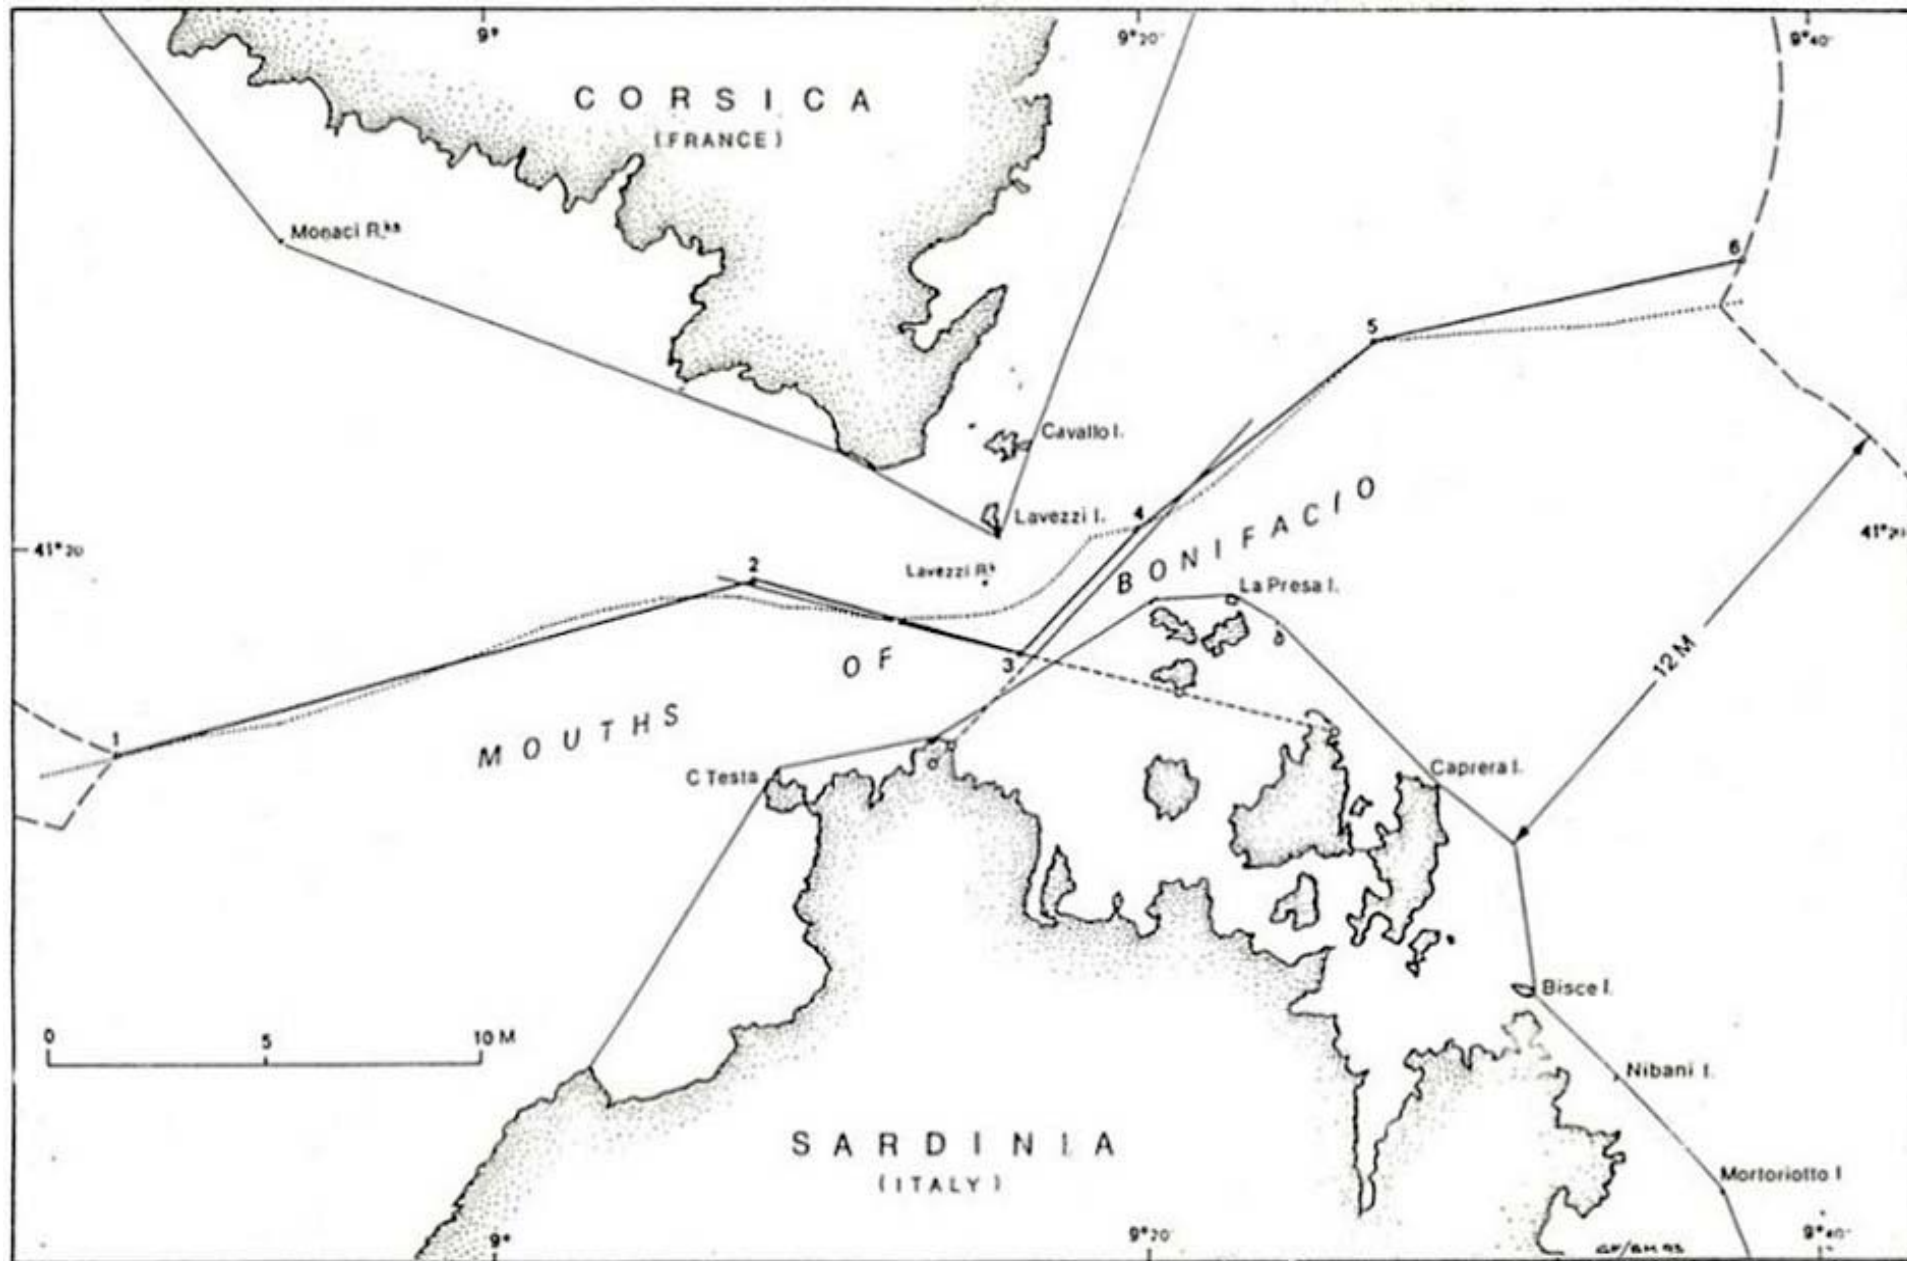 9° 9°20' 9°40'
CORSICA
(FRANCE)
Monaci R.ks
6
5
Cavallo I.
4
Lavezzi I.
41°20 41°20
2
Lavezzi R.k
BONIFACIO
La Presa I.
3
OF
12 M
1
MOUTHS
C Testa
Caprera I.
Bisce I.
0 5 10 M
Nibani I.
SARDINIA
(ITALY)
Mortoriotto I
9° 9°20' 9°40'